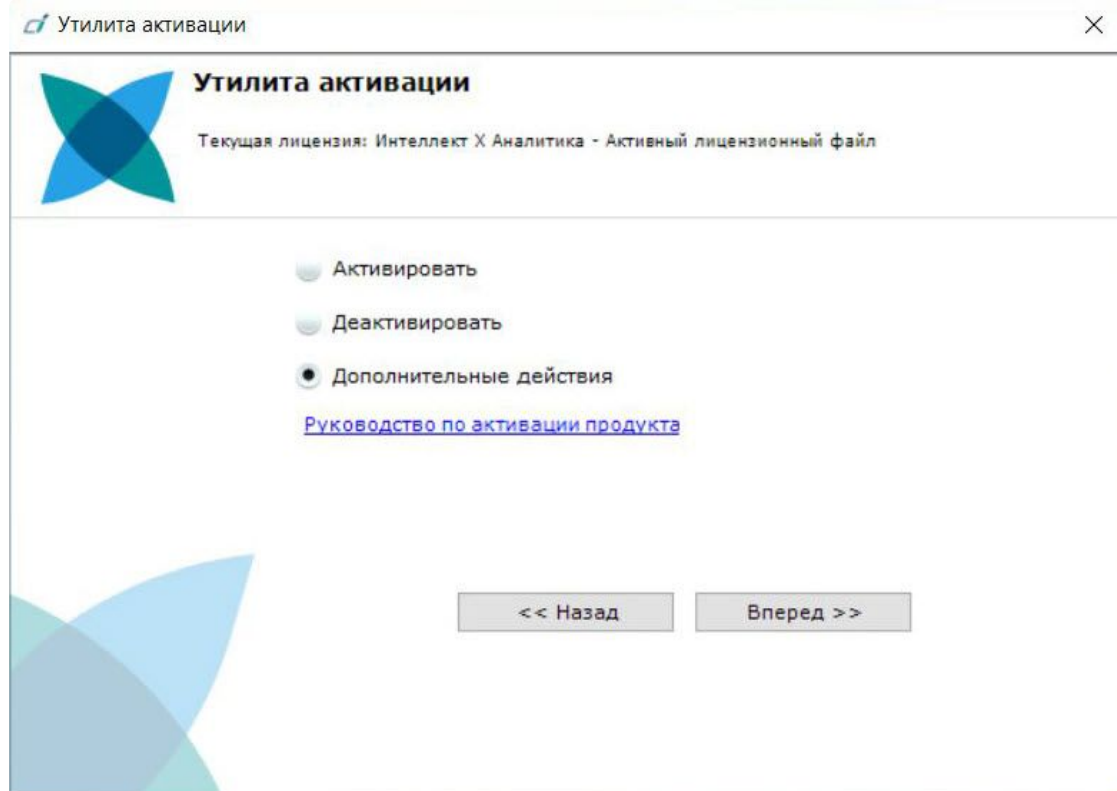 Утилита активации
Утилита активации
Текущая лицензия: Интеллект X Аналитика - Активный лицензионный файл
Активировать
Деактивировать
Дополнительные действия
Руководство по активации продукта
<< Назад
Вперед >>